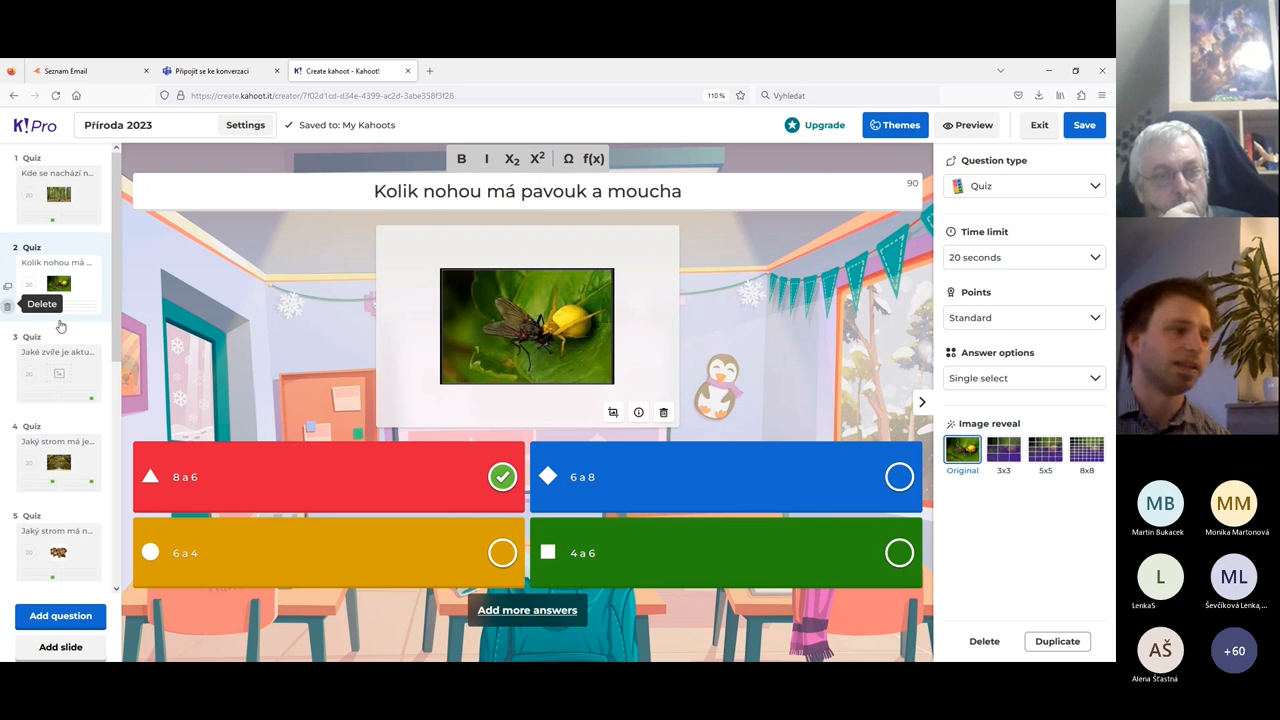 Seznam Email
Připojit se ke konverzaci
K! Create kahoot - Kahoot!
https://create.kahoot.it/creator/7f02d1cd-d34e-4399-ac2d-3abe358f3f28
110 %
Vyhledat
K!Pro
Příroda 2023
Settings
Saved to: My Kahoots
Upgrade
Themes
Preview
Exit
Save
1 Quiz
Kde se nachází n...
20
2 Quiz
Kolik nohou má ...
20
Delete
3 Quiz
Jaké zvíře je aktu...
20
4 Quiz
Jaký strom má je...
20
5 Quiz
Jaký strom má n...
20
Add question
Add slide
B I X2 X2 Ω f(x)
Kolik nohou má pavouk a moucha
90
8 a 6
6 a 8
6 a 4
4 a 6
Add more answers
Question type
Quiz
Time limit
20 seconds
Points
Standard
Answer options
Single select
Image reveal
Original
3x3
5x5
8x8
Delete
Duplicate
MB
Martin Bukacek
MM
Monika Martonová
L
LenkaS
ML
Ševčíková Lenka,...
AŠ
Alena Šťastná
+60